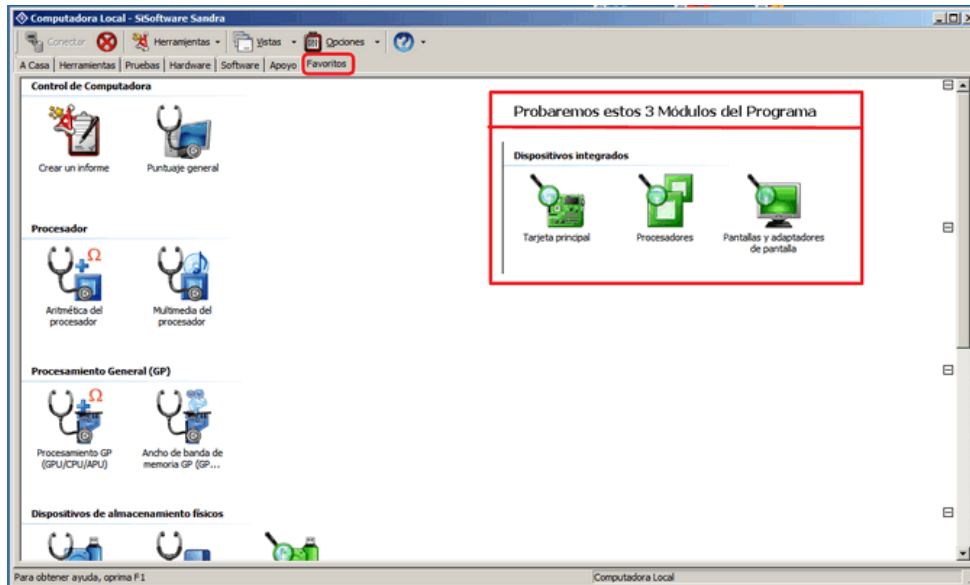 Computadora Local - SiSoftware Sandra
Conectar Herramientas Vistas Opciones
A Casa Herramientas Pruebas Hardware Software Apoyo Favoritos
Control de Computadora
Crear un informe
Puntuaje general
Probaremos estos 3 Módulos del Programa
Dispositivos integrados
Tarjeta principal
Procesadores
Pantallas y adaptadores
de pantalla
Procesador
Aritmética del
procesador
Multimedia del
procesador
Procesamiento General (GP)
Procesamiento GP
(GPU/CPU/APU)
Ancho de banda de
memoria GP (GP...
Dispositivos de almacenamiento físicos
Para obtener ayuda, oprima F1
Computadora Local